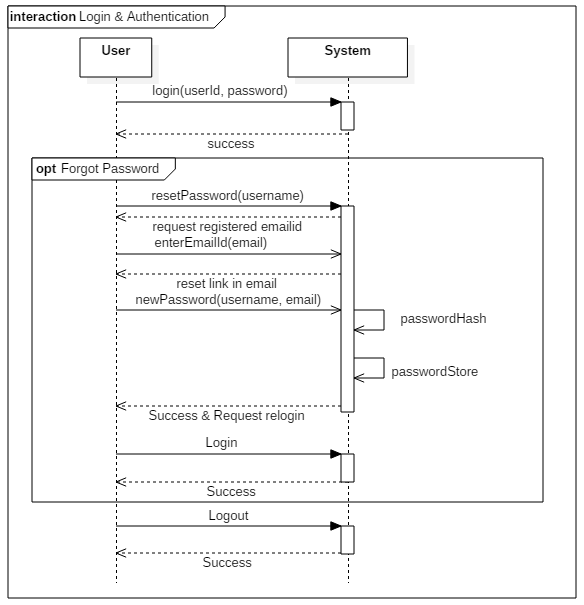 interaction Login & Authentication
User
System
login(userId, password)
success
opt Forgot Password
resetPassword(username)
request registered emailid
enterEmailId(email)
reset link in email
newPassword(username, email)
passwordHash
passwordStore
Success & Request relogin
Login
Success
Logout
Success